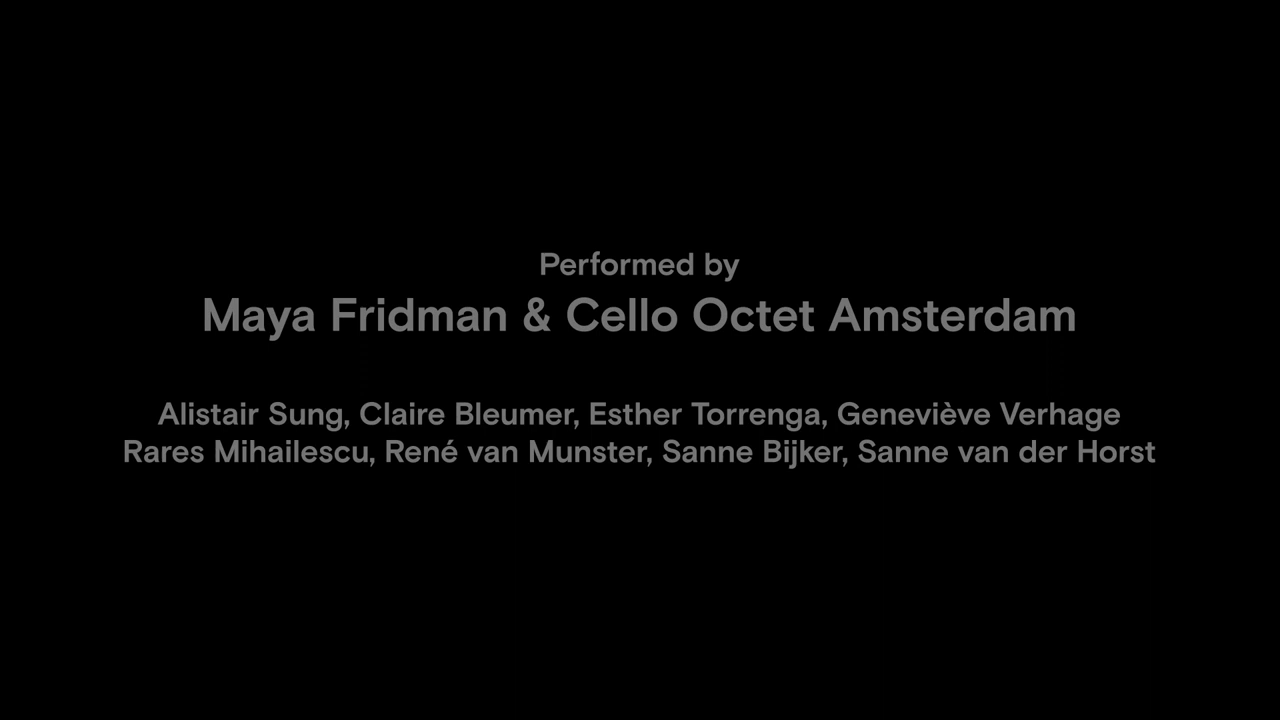 Performed by
Maya Fridman & Cello Octet Amsterdam
Alistair Sung, Claire Bleumer, Esther Torrenga, Geneviève Verhage
Rares Mihailescu, René van Munster, Sanne Bijker, Sanne van der Horst